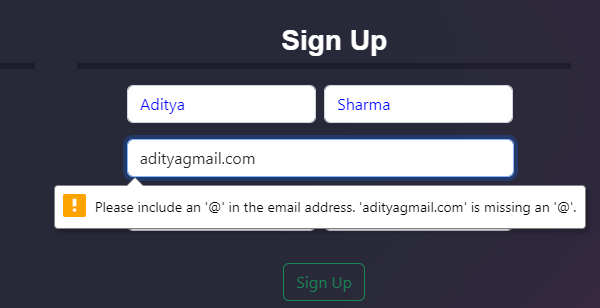 Sign Up
Aditya Sharma
adityagmail.com
Please include an '@' in the email address. 'adityagmail.com' is missing an '@'.
Sign Up